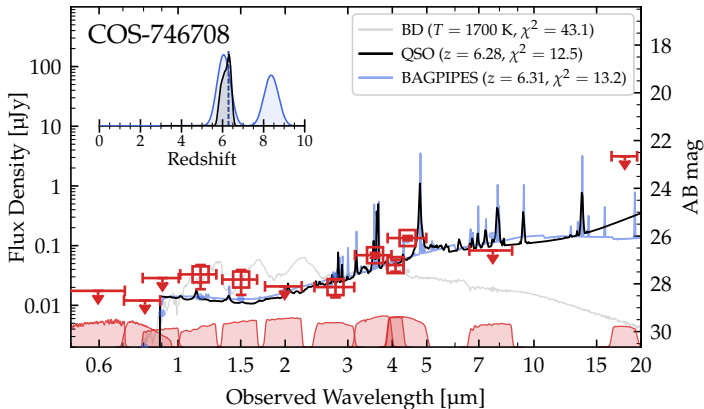 COS-746708
BD (T = 1700 K, χ² = 43.1)
QSO (z = 6.28, χ² = 12.5)
BAGPIPES (z = 6.31, χ² = 13.2)
0 2 4 6 8 10
Redshift
100
10
1
0.1
0.01
Flux Density [µJy]
18
20
22
24
26
28
30
AB mag
0.6 1 1.5 2 3 4 5 10 15 20
Observed Wavelength [µm]